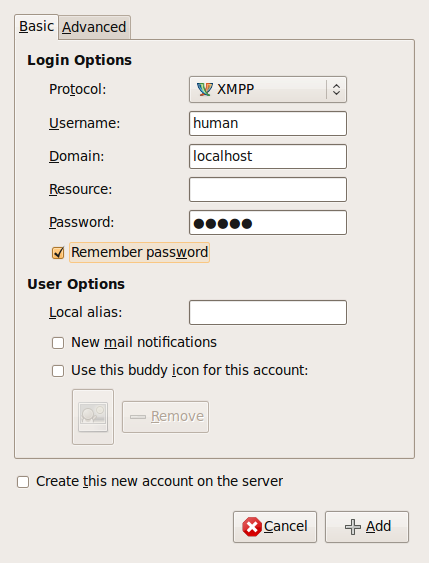 Basic Advanced
Login Options
Protocol: XMPP
Username: human
Domain: localhost
Resource:
Password: ●●●●●
Remember password
User Options
Local alias:
New mail notifications
Use this buddy icon for this account:
Remove
Create this new account on the server
Cancel Add